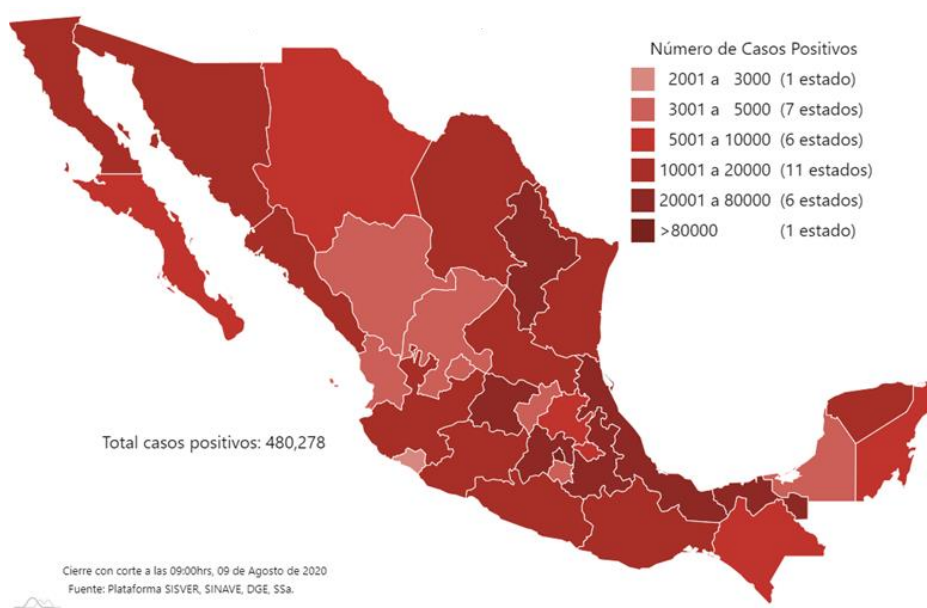 Número de Casos Positivos
2001 a 3000 (1 estado)
3001 a 5000 (7 estados)
5001 a 10000 (6 estados)
10001 a 20000 (11 estados)
20001 a 80000 (6 estados)
>80000 (1 estado)
Total casos positivos: 480,278
Cierre con corte a las 09:00hrs, 09 de Agosto de 2020
Fuente: Plataforma SISVER, SINAVE, DGE, SSa.